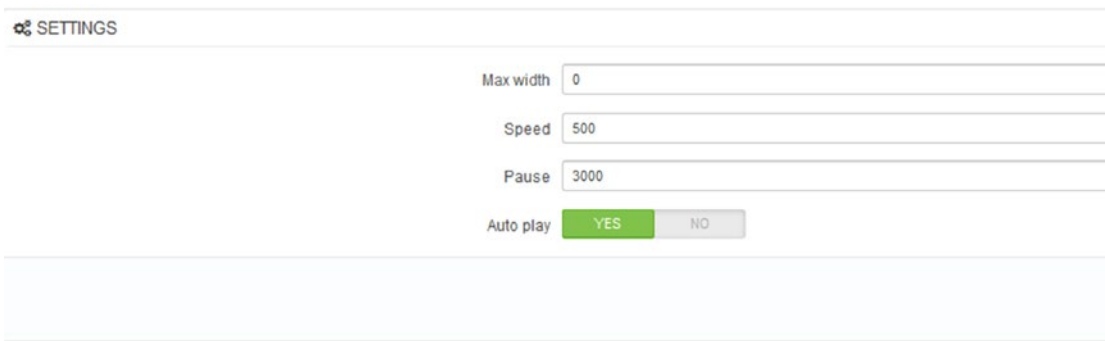 SETTINGS
Max width 0
Speed 500
Pause 3000
Auto play YES NO